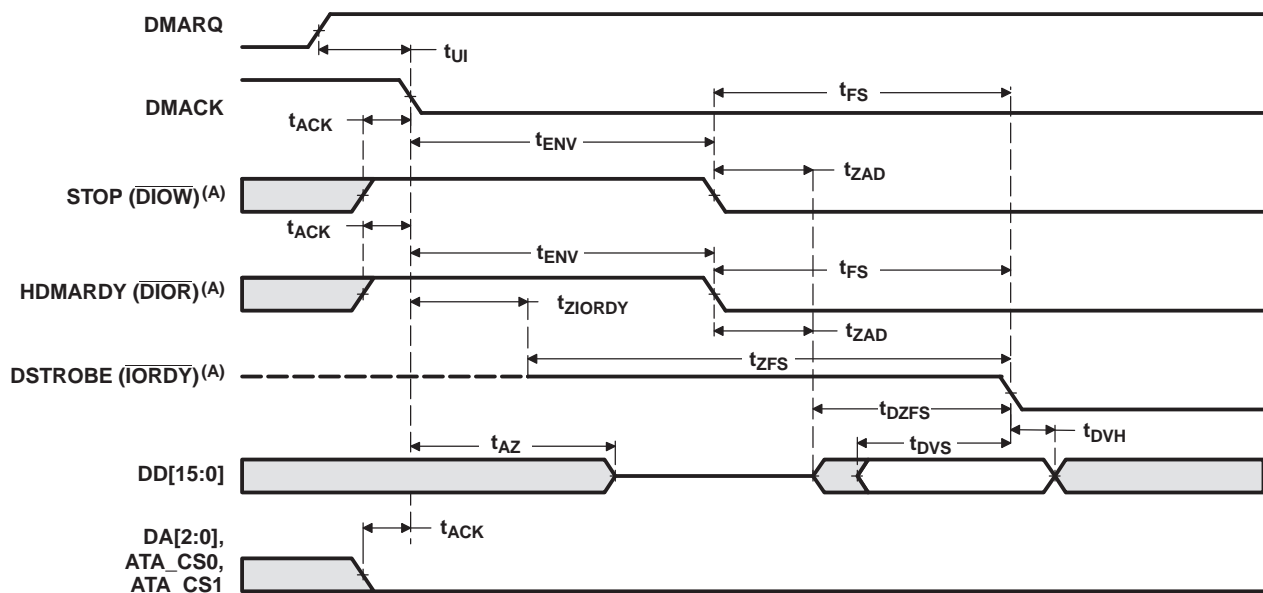 DMARQ
tUI
DMACK
tFS
tACK
tENV
tZAD
STOP (DIOW)(A)
tACK
tENV
tFS
HDMARDY (DIOR)(A)
tZIORDY
tZAD
tZFS
DSTROBE (IORDY)(A)
tDZFS
tAZ
tDVS
tDVH
DD[15:0]
tACK
DA[2:0],
ATA_CS0,
ATA_CS1